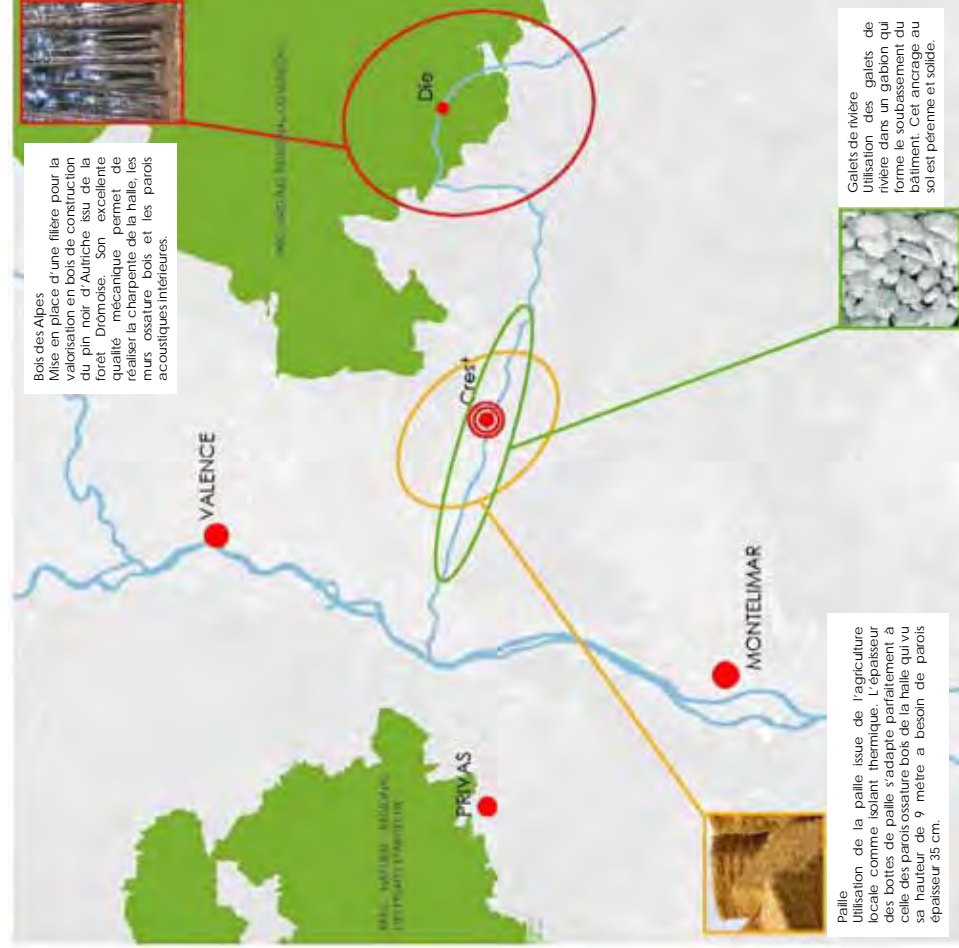 Bois des Alpes
Mise en place d'une filière pour la
valorisation en bois de construction
du pin noir d'Autriche issu de la
forêt Drômoise. Son excellente
qualité mécanique permet de
réaliser la charpente de la halle, les
murs ossature bois et les parois
acoustiques intérieures.
Die
Galets de rivière
Utilisation des galets de
rivière dans un gabion qui
forme le soubassement du
bâtiment. Cet ancrage au
sol est pérenne et solide.
VALENCE
Crest
PRIVAS
MONTELIMAR
Paille
Utilisation de la paille issue de l'agriculture
locale comme isolant thermique. L'épaisseur
des bottes de paille s'adapte parfaitement à
celle des parois ossature bois de la halle qui vu
sa hauteur de 9 mètre a besoin de parois
épaisseur 35 cm.